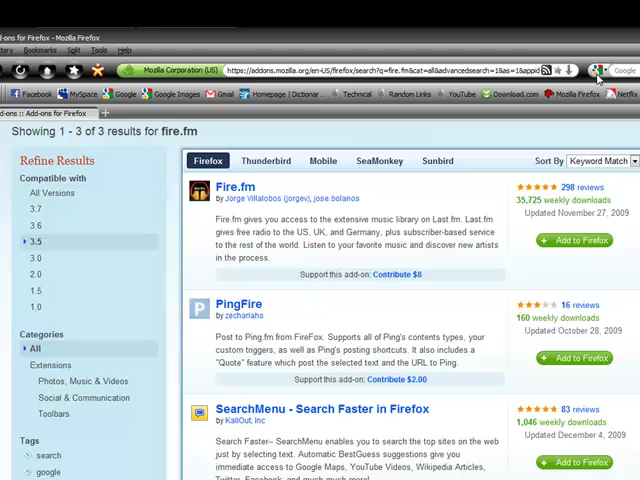 d-ons for Firefox - Mozilla Firefox
tory Bookmarks Split Tools Help
Mozilla Corporation (US) https://addons.mozilla.org/en-US/firefox/search?q=fire.fm&cat=all&advancedsearch=1&as=1&appid Google
Facebook MySpace Google Google Images Gmail Homepage | Dictionar... Technical Random Links YouTube Download.com Mozilla Firefox Netflix
d-ons :: Add-ons for Firefox
Showing 1 - 3 of 3 results for fire.fm
Refine Results
Compatible with
All Versions
3.7
3.6
3.5
3.0
2.0
1.5
1.0
Categories
All
Extensions
Photos, Music & Videos
Social & Communication
Toolbars
Tags
search
google
Firefox Thunderbird Mobile SeaMonkey Sunbird Sort By Keyword Match
Fire.fm
by Jorge Villalobos (jorgev), jose.bolanos
Fire.fm gives you access to the extensive music library on Last.fm. Last.fm
gives free radio to the US, UK, and Germany, plus subscriber-based service
to the rest of the world. Listen to your favorite music and discover new artists
in the process.
Support this add-on: Contribute $8
298 reviews
35,725 weekly downloads
Updated November 27, 2009
Add to Firefox
PingFire
by zechariahs
Post to Ping.fm from FireFox. Supports all of Ping's contents types, your
custom triggers, as well as Ping's posting shortcuts. It also includes a
"Quote" feature which post the selected text and the URL to Ping.
Support this add-on: Contribute $2.00
16 reviews
160 weekly downloads
Updated October 28, 2009
Add to Firefox
SearchMenu - Search Faster in Firefox
by KallOut, Inc
Search Faster-- SearchMenu enables you to search the top sites on the web
just by selecting text. Automatic BestGuess suggestions give you
immediate access to Google Maps, YouTube Videos, Wikipedia Articles,
Twitter, Facebook, and much much more!
83 reviews
1,046 weekly downloads
Updated December 4, 2009
Add to Firefox